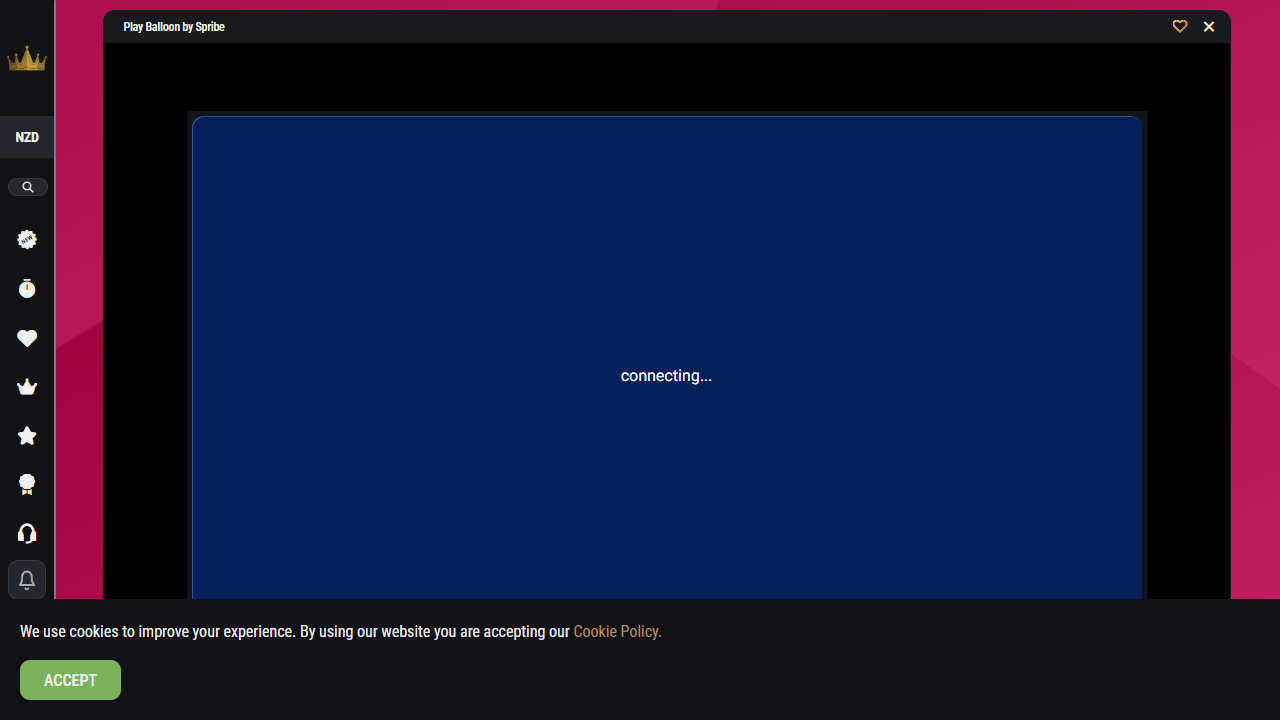 Play Balloon by Spribe
NZD
NEW
connecting...
We use cookies to improve your experience. By using our website you are accepting our Cookie Policy.
ACCEPT